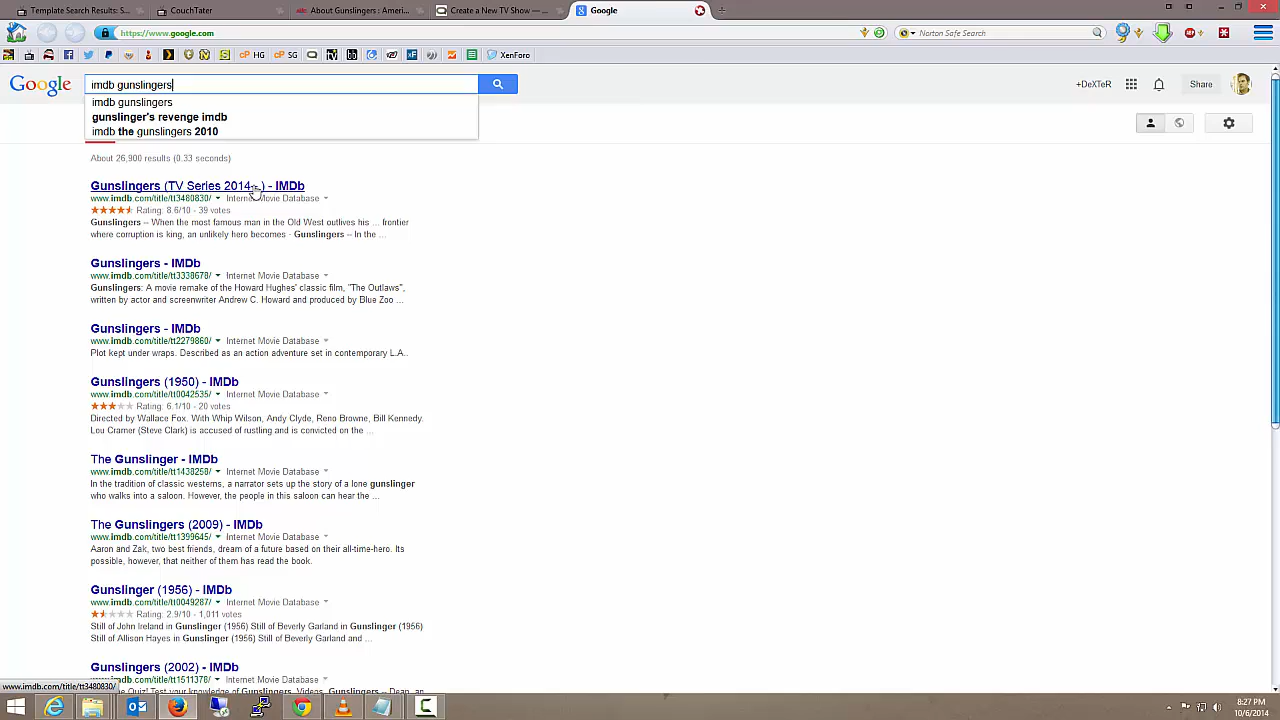 Template Search Results: S...
CouchTater
About Gunslingers : Ameri...
Create a New TV Show — ...
Google
https://www.google.com
Norton Safe Search
HG
SG
XenForo
Google
imdb gunslingers
+DeXTeR
Share
imdb gunslingers
gunslinger's revenge imdb
imdb the gunslingers 2010
About 26,900 results (0.33 seconds)
Gunslingers (TV Series 2014– ) - IMDb
www.imdb.com/title/tt3480830/ Internet Movie Database
Rating: 8.6/10 - 39 votes
Gunslingers -- When the most famous man in the Old West outlives his ... frontier
where corruption is king, an unlikely hero becomes - Gunslingers -- In the ...
Gunslingers - IMDb
www.imdb.com/title/tt3338678/ Internet Movie Database
Gunslingers: A movie remake of the Howard Hughes' classic film, "The Outlaws",
written by actor and screenwriter Andrew C. Howard and produced by Blue Zoo ...
Gunslingers - IMDb
www.imdb.com/title/tt2279860/ Internet Movie Database
Plot kept under wraps. Described as an action adventure set in contemporary L.A..
Gunslingers (1950) - IMDb
www.imdb.com/title/tt0042535/ Internet Movie Database
Rating: 6.1/10 - 20 votes
Directed by Wallace Fox. With Whip Wilson, Andy Clyde, Reno Browne, Bill Kennedy.
Lou Cramer (Steve Clark) is accused of rustling and is convicted on the ...
The Gunslinger - IMDb
www.imdb.com/title/tt1438258/ Internet Movie Database
In the tradition of classic westerns, a narrator sets up the story of a lone gunslinger
who walks into a saloon. However, the people in this saloon can hear the ...
The Gunslingers (2009) - IMDb
www.imdb.com/title/tt1399645/ Internet Movie Database
Aaron and Zak, two best friends, dream of a future based on their all-time-hero. Its
possible, however, that neither of them has read the book.
Gunslinger (1956) - IMDb
www.imdb.com/title/tt0049287/ Internet Movie Database
Rating: 2.9/10 - 1,011 votes
Still of John Ireland in Gunslinger (1956) Still of Beverly Garland in Gunslinger (1956)
Still of Allison Hayes in Gunslinger (1956) Still of Beverly Garland and ...
Gunslingers (2002) - IMDb
www.imdb.com/title/tt1511378/ Internet Movie Database
www.imdb.com/title/tt3480830/
the Quiz! Test your knowledge of Gunslingers. Videos. Gunslingers -- Dean, an
8:27 PM
10/6/2014